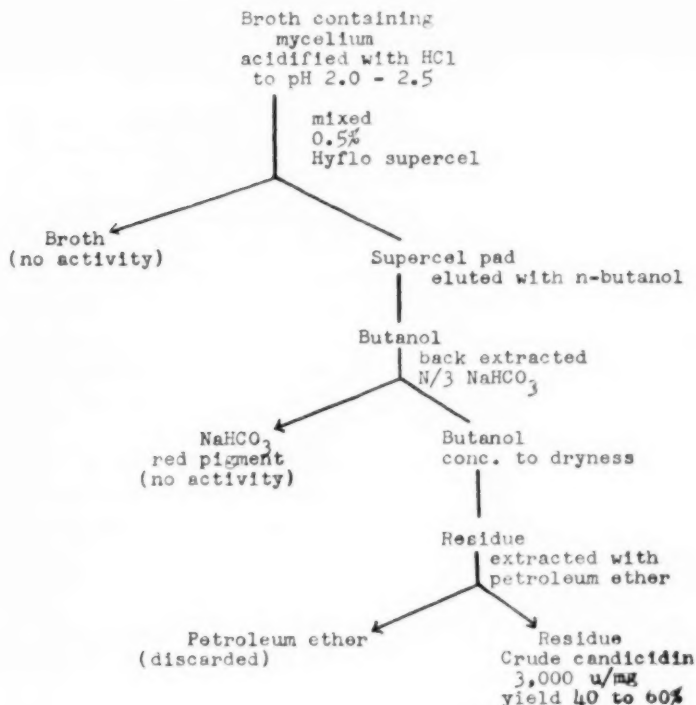 Broth containing
mycelium
acidified with HCl
to pH 2.0 - 2.5
mixed
0.5%
Hyflo supercel
Broth
(no activity)
Supercel pad
eluted with n-butanol
Butanol
back extracted
N/3 NaHCO₃
NaHCO₃
red pigment
(no activity)
Butanol
conc. to dryness
Residue
extracted with
petroleum ether
Petroleum ether
(discarded)
Residue
Crude candicidin
3,000 u/mg
yield 40 to 60%